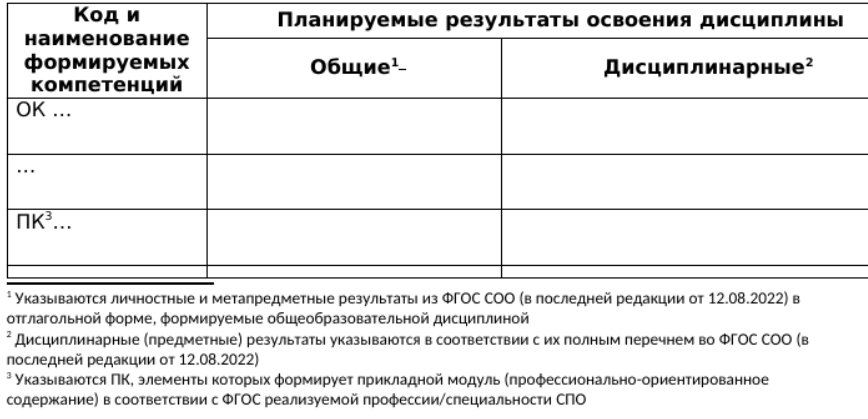 Код и
наименование
формируемых
компетенций
Планируемые результаты освоения дисциплины
Общие¹
Дисциплинарные²
ОК ...
...
ПК³...
¹ Указываются личностные и метапредметные результаты из ФГОС СОО (в последней редакции от 12.08.2022) в
отлагольной форме, формируемые общеобразовательной дисциплиной
² Дисциплинарные (предметные) результаты указываются в соответствии с их полным перечнем во ФГОС СОО (в
последней редакции от 12.08.2022)
³ Указываются ПК, элементы которых формирует прикладной модуль (профессионально-ориентированное
содержание) в соответствии с ФГОС реализуемой профессии/специальности СПО